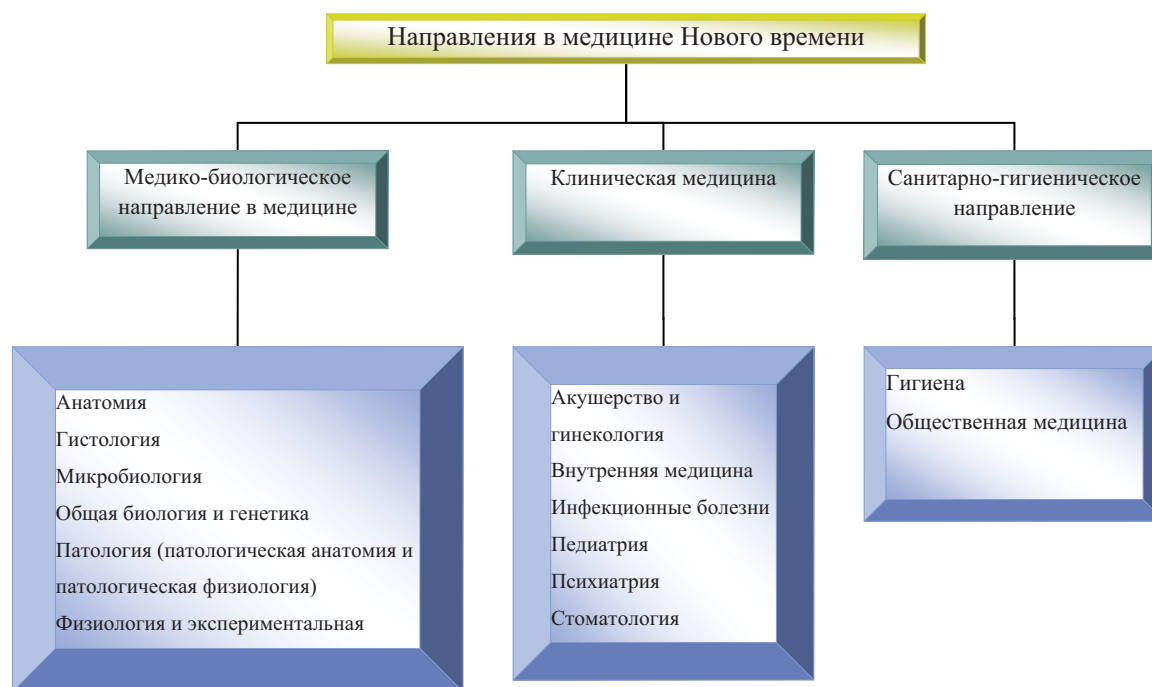 Направления в медицине Нового времени
Медико-биологическое
направление в медицине
Клиническая медицина
Санитарно-гигиеническое
направление
Анатомия
Гистология
Микробиология
Общая биология и генетика
Патология (патологическая анатомия и
патологическая физиология)
Физиология и экспериментальная
Акушерство и
гинекология
Внутренняя медицина
Инфекционные болезни
Педиатрия
Психиатрия
Стоматология
Гигиена
Общественная медицина